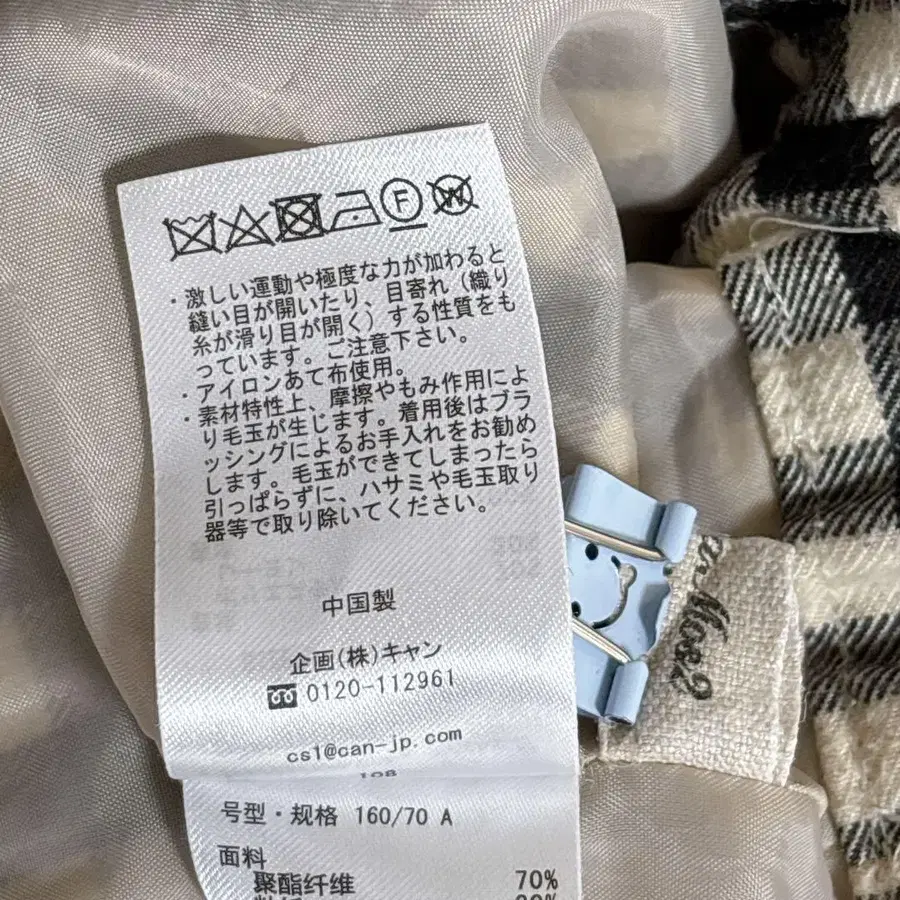 F W
・激しい運動や極度な力が加わると
縫い目が開いたり、目寄れ（織り
糸が滑り目が開く）する性質をも
っています。ご注意下さい。
・アイロンあて布使用。
・素材特性上、摩擦やもみ作用によ
り毛玉が生じます。着用後はブラ
ッシングによるお手入れをお勧め
します。毛玉ができてしまったら
引っぱらずに、ハサミや毛玉取り
器等で取り除いてください。
中国製
企画(株)キャン
0120-112961
cs1@can-jp.com
号型・规格 160/70 A
面料
聚酯纤维 70%
Mos2